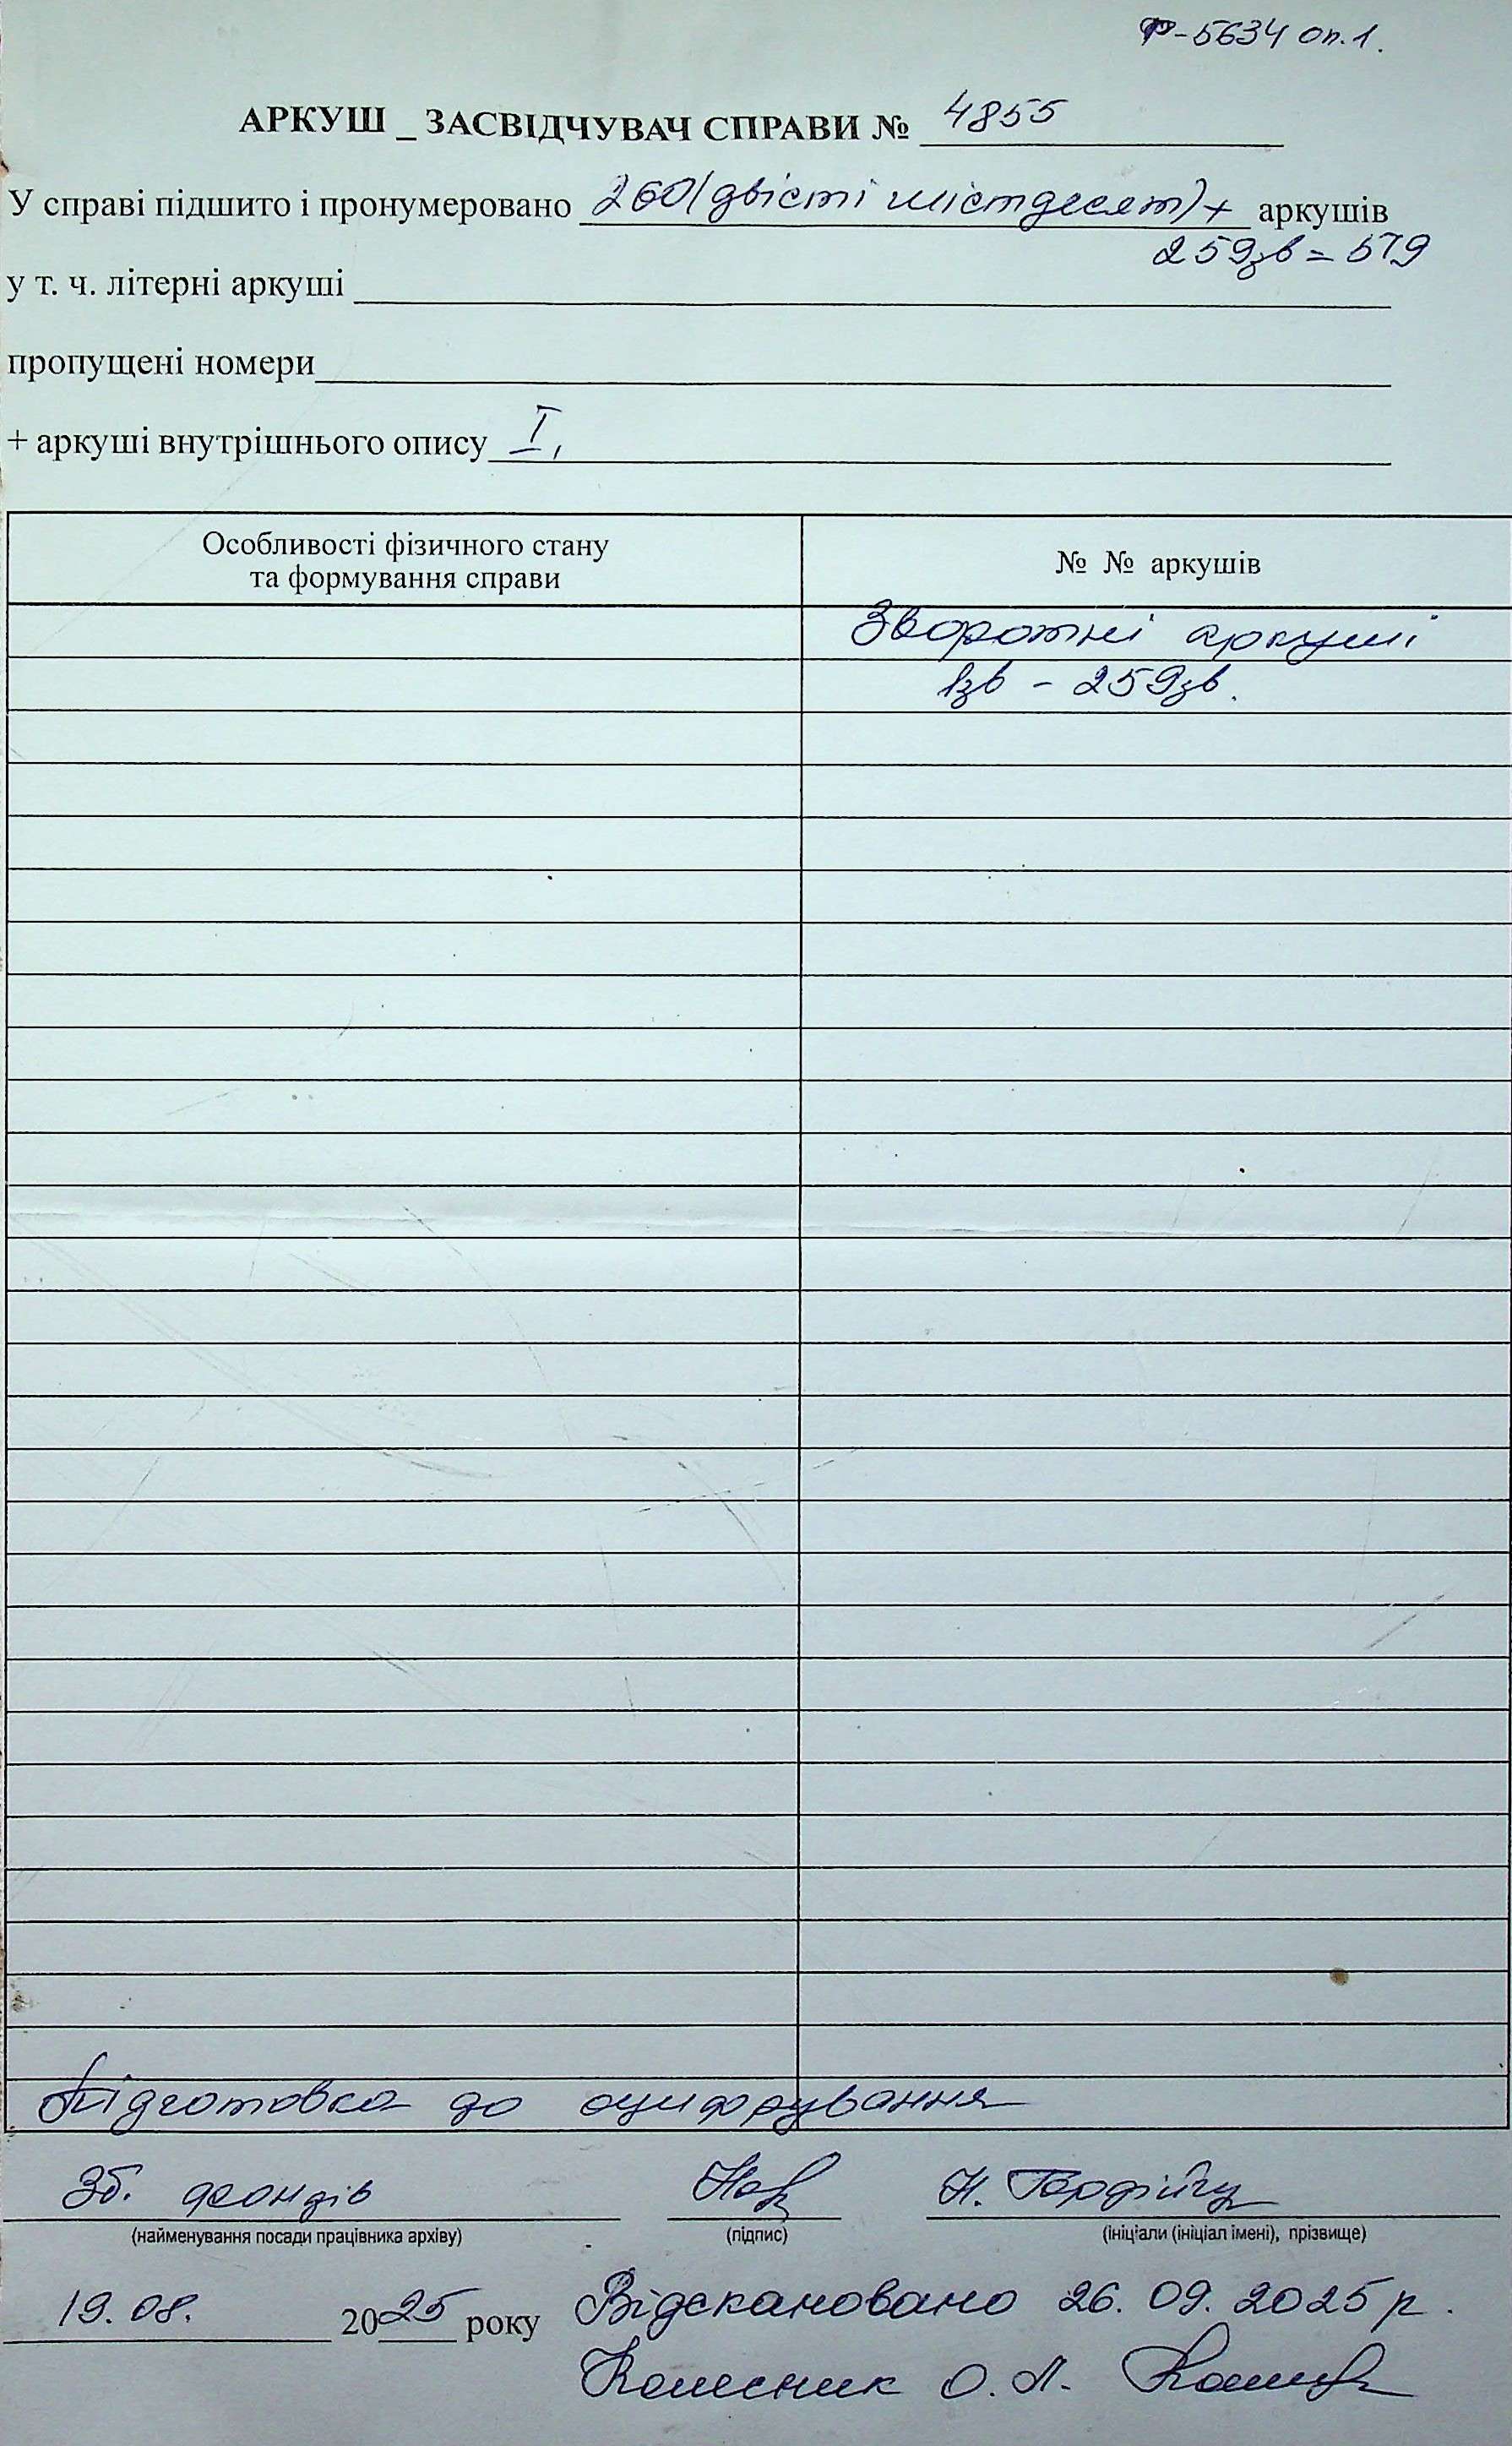 Ф-5634 оп.1.
АРКУШ _ ЗАСВІДЧУВАЧ СПРАВИ № 4855
У справі підшито і пронумеровано 260 (двісті шістдесят) + аркушів
259зв = 519
у т. ч. літерні аркуші
пропущені номери
+ аркуші внутрішнього опису I,
Особливості фізичного стану
та формування справи
№ № аркушів
Зворотні аркуші
1зв - 259зв.
Підготовка до оцифрування
Зб. фондів
Н. Гордійчу
(найменування посади працівника архіву) (підпис) (ініціали (ініціал імені), прізвище)
19.08. 2025 року Відскановано 26.09.2025 р.
Колесник О. Л.